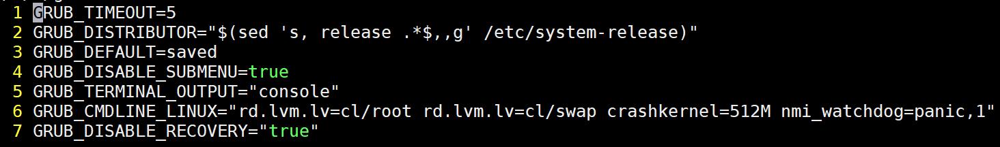 1 GRUB_TIMEOUT=5
2 GRUB_DISTRIBUTOR="$(sed 's, release .*$,,g' /etc/system-release)"
3 GRUB_DEFAULT=saved
4 GRUB_DISABLE_SUBMENU=true
5 GRUB_TERMINAL_OUTPUT="console"
6 GRUB_CMDLINE_LINUX="rd.lvm.lv=cl/root rd.lvm.lv=cl/swap crashkernel=512M nmi_watchdog=panic,1"
7 GRUB_DISABLE_RECOVERY="true"